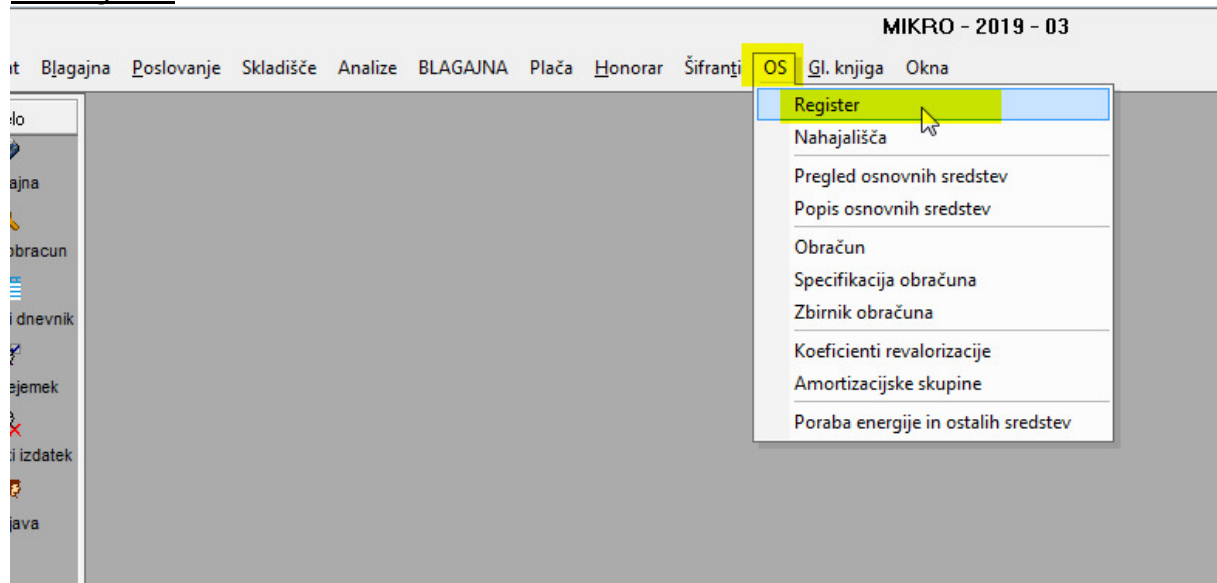 MIKRO - 2019 - 03
Blagajna Poslovanje Skladišče Analize BLAGAJNA Plača Honorar Šifranti OS Gl. knjiga Okna
Register
Nahajališča
Pregled osnovnih sredstev
Popis osnovnih sredstev
Obračun
Specifikacija obračuna
Zbirnik obračuna
Koeficienti revalorizacije
Amortizacijske skupine
Poraba energije in ostalih sredstev
elo
ajna
obracun
i dnevnik
ejemek
i izdatek
java